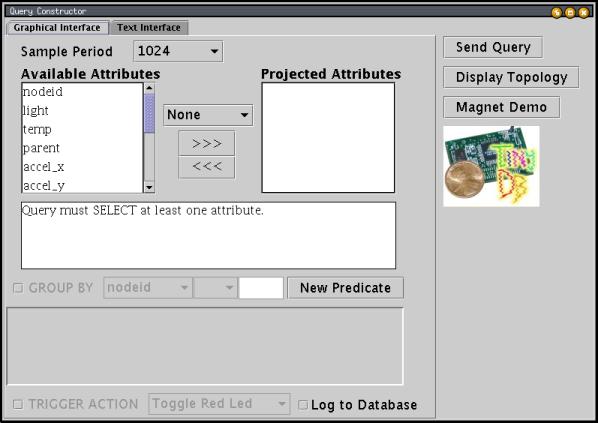 Query Constructor
Graphical Interface Text Interface
Sample Period 1024
Available Attributes Projected Attributes
nodeid
light
temp
parent
accel_x
accel_y
None
>>>
<<<
Query must SELECT at least one attribute.
GROUP BY nodeid New Predicate
TRIGGER ACTION Toggle Red Led Log to Database
Send Query
Display Topology
Magnet Demo
Tiny
DB